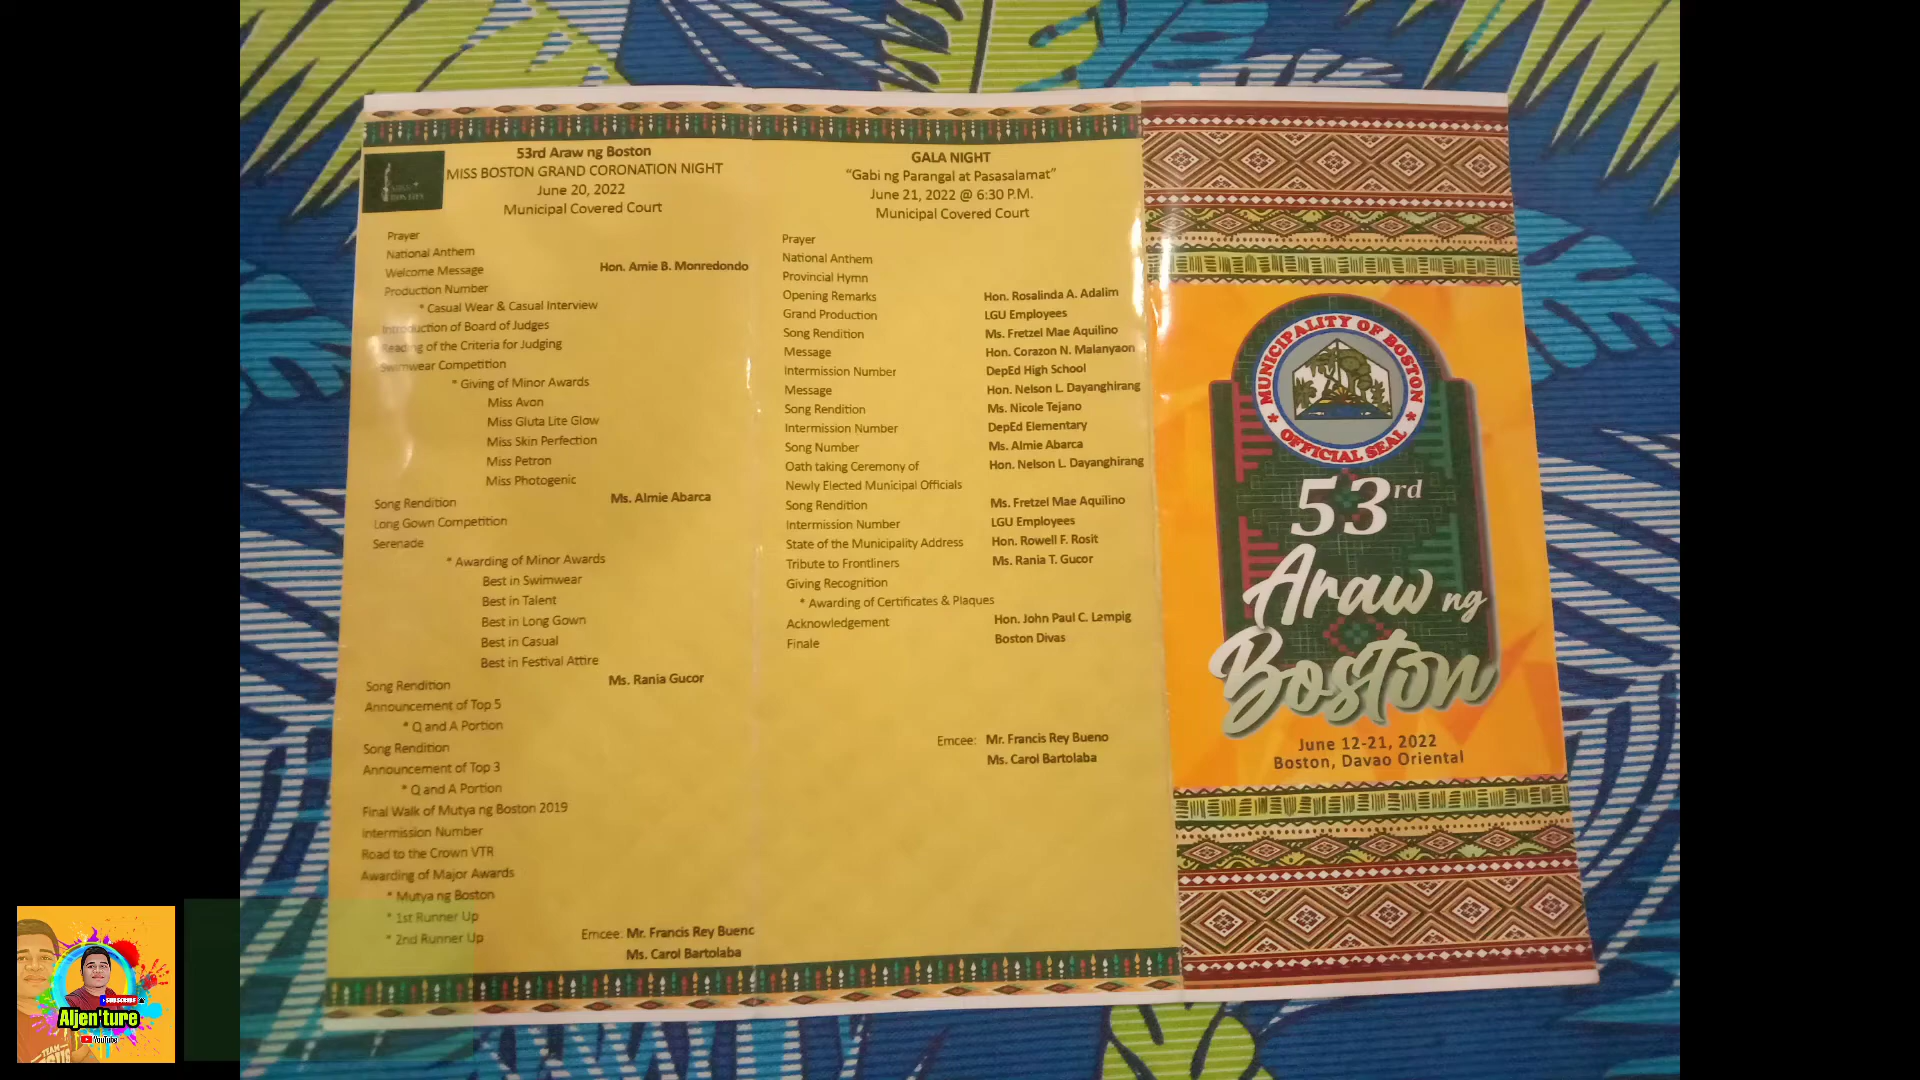 53rd Araw ng Boston
MISS BOSTON GRAND CORONATION NIGHT
June 20, 2022
Municipal Covered Court
Prayer
National Anthem
Welcome Message Hon. Arnie B. Monredondo
Production Number
* Casual Wear & Casual Interview
Introduction of Board of Judges
Reading of the Criteria for Judging
Swimwear Competition
* Giving of Minor Awards
Miss Avon
Miss Gluta Lite Glow
Miss Skin Perfection
Miss Petron
Miss Photogenic
Song Rendition Ms. Almie Abarca
Long Gown Competition
Serenade
* Awarding of Minor Awards
Best in Swimwear
Best in Talent
Best in Long Gown
Best in Casual
Best in Festival Attire
Song Rendition Ms. Rania Gucor
Announcement of Top 5
* Q and A Portion
Song Rendition
Announcement of Top 3
* Q and A Portion
Final Walk of Mutya ng Boston 2019
Intermission Number
Road to the Crown VTR
Awarding of Major Awards
* Mutya ng Boston
* 1st Runner Up
* 2nd Runner Up
Emcee: Mr. Francis Rey Bueno
Ms. Carol Bartolaba
GALA NIGHT
“Gabi ng Parangal at Pasasalamat”
June 21, 2022 @ 6:30 P.M.
Municipal Covered Court
Prayer
National Anthem
Provincial Hymn
Opening Remarks Hon. Rosalinda A. Adalim
Grand Production LGU Employees
Song Rendition Ms. Fretzel Mae Aquilino
Message Hon. Corazon N. Malanyaon
Intermission Number DepEd High School
Message Hon. Nelson L. Dayanghirang
Song Rendition Ms. Nicole Tejano
Intermission Number DepEd Elementary
Song Number Ms. Almie Abarca
Oath taking Ceremony of Hon. Nelson L. Dayanghirang
Newly Elected Municipal Officials
Song Rendition Ms. Fretzel Mae Aquilino
Intermission Number LGU Employees
State of the Municipality Address Hon. Rowell F. Rosit
Tribute to Frontliners Ms. Rania T. Gucor
Giving Recognition
* Awarding of Certificates & Plaques
Acknowledgement Hon. John Paul C. Lampig
Finale Boston Divas
Emcee: Mr. Francis Rey Bueno
Ms. Carol Bartolaba
MUNICIPALITY OF BOSTON
OFFICIAL SEAL
53rd
Araw ng
Boston
June 12-21, 2022
Boston, Davao Oriental
SUBSCRIBE
Aljen'ture
YouTube